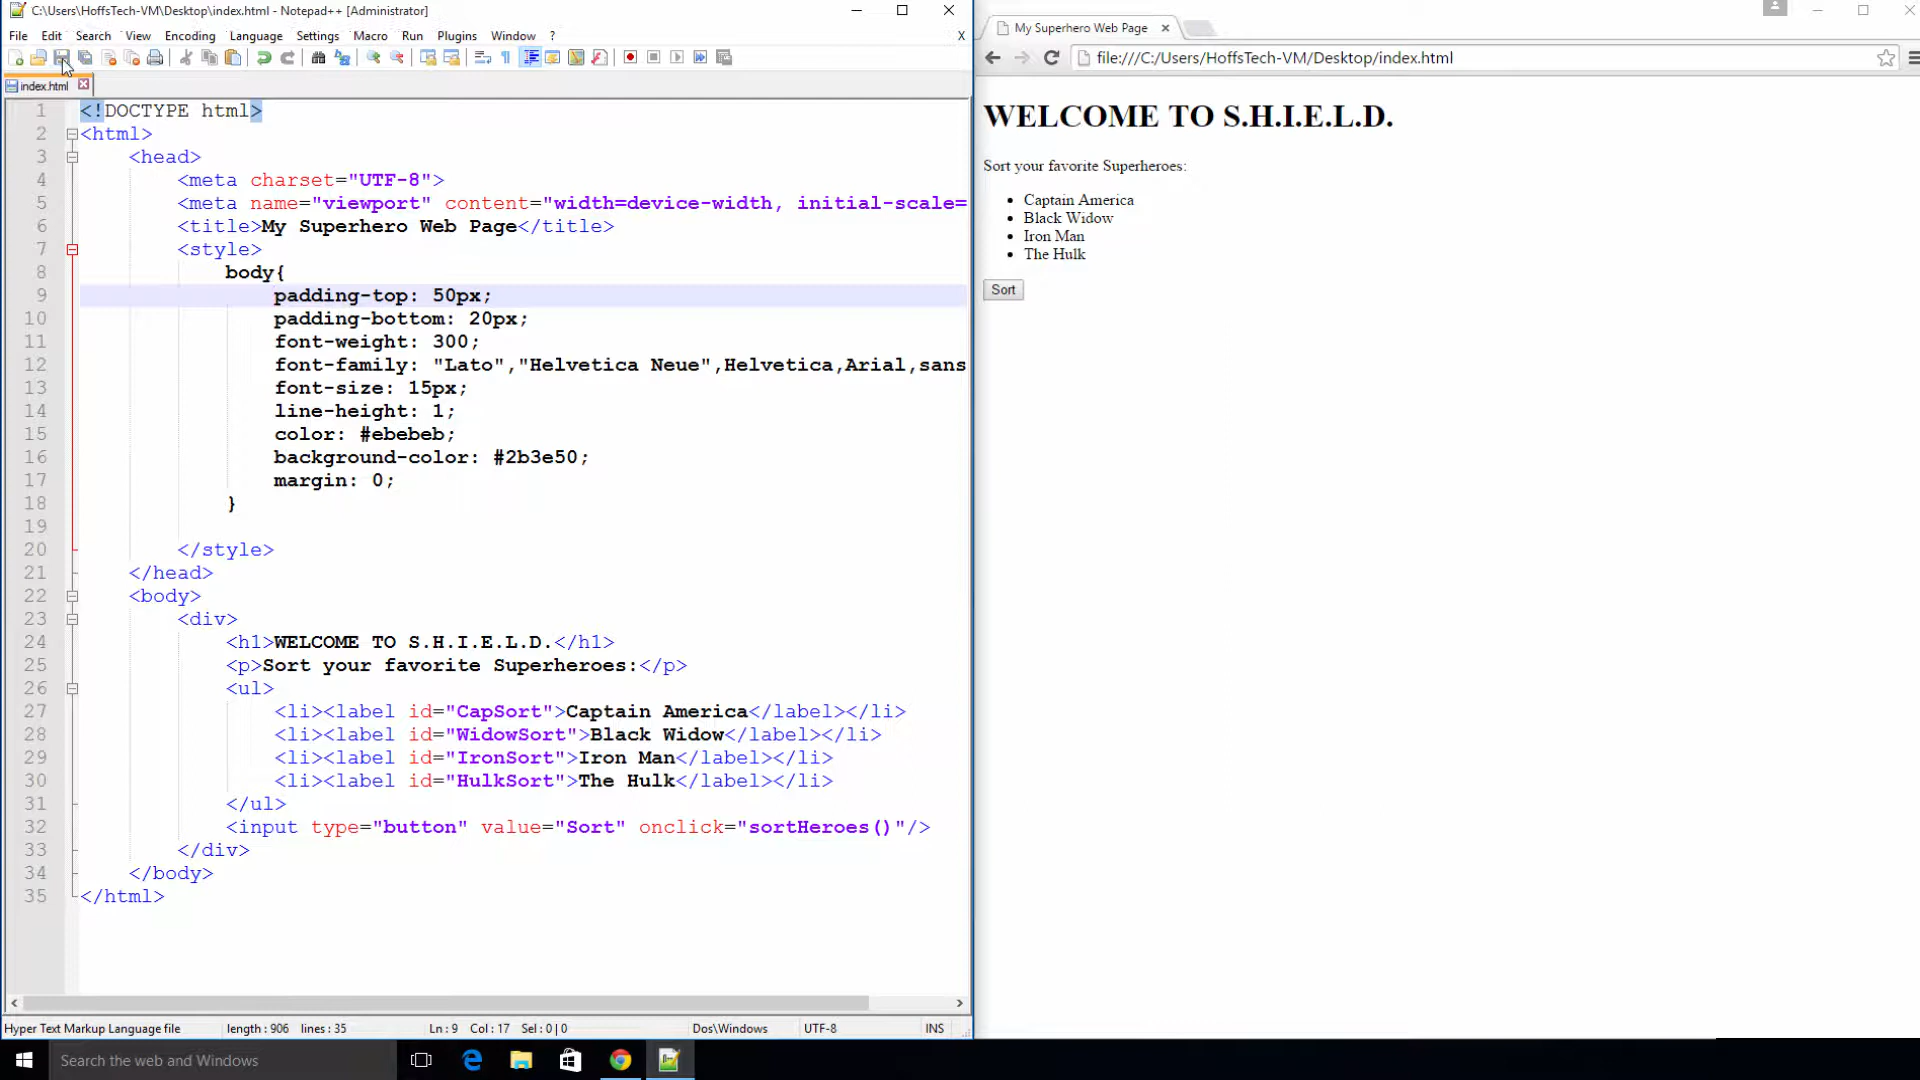 C:\Users\HoffsTech-VM\Desktop\index.html - Notepad++ [Administrator]
File Edit Search View Encoding Language Settings Macro Run Plugins Window ? X
index.html
1 <!DOCTYPE html>
2 <html>
3 <head>
4 <meta charset="UTF-8">
5 <meta name="viewport" content="width=device-width, initial-scale=
6 <title>My Superhero Web Page</title>
7 <style>
8 body{
9 padding-top: 50px;
10 padding-bottom: 20px;
11 font-weight: 300;
12 font-family: "Lato","Helvetica Neue",Helvetica,Arial,sans
13 font-size: 15px;
14 line-height: 1;
15 color: #ebebeb;
16 background-color: #2b3e50;
17 margin: 0;
18 }
19
20 </style>
21 </head>
22 <body>
23 <div>
24 <h1>WELCOME TO S.H.I.E.L.D.</h1>
25 <p>Sort your favorite Superheroes:</p>
26 <ul>
27 <li><label id="CapSort">Captain America</label></li>
28 <li><label id="WidowSort">Black Widow</label></li>
29 <li><label id="IronSort">Iron Man</label></li>
30 <li><label id="HulkSort">The Hulk</label></li>
31 </ul>
32 <input type="button" value="Sort" onclick="sortHeroes()"/>
33 </div>
34 </body>
35 </html>
Hyper Text Markup Language file length : 906 lines : 35 Ln : 9 Col : 17 Sel : 0 | 0 Dos\Windows UTF-8 INS
My Superhero Web Page
file:///C:/Users/HoffsTech-VM/Desktop/index.html
WELCOME TO S.H.I.E.L.D.
Sort your favorite Superheroes:
• Captain America
• Black Widow
• Iron Man
• The Hulk
Sort
Search the web and Windows